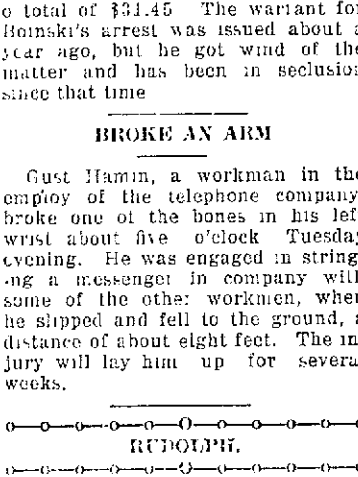 o total of $31.45 The warrant for
Boinski's arrest was issued about a
year ago, but he got wind of the
matter and has been in seclusion
since that time
BROKE AN ARM
Gust Hamin, a workman in the
employ of the telephone company
broke one of the bones in his left
wrist about five o'clock Tuesday
evening. He was engaged in string-
ing a messenger in company with
some of the other workmen, when
he slipped and fell to the ground, a
distance of about eight feet. The in
jury will lay him up for several
weeks.
RUDOLPH.